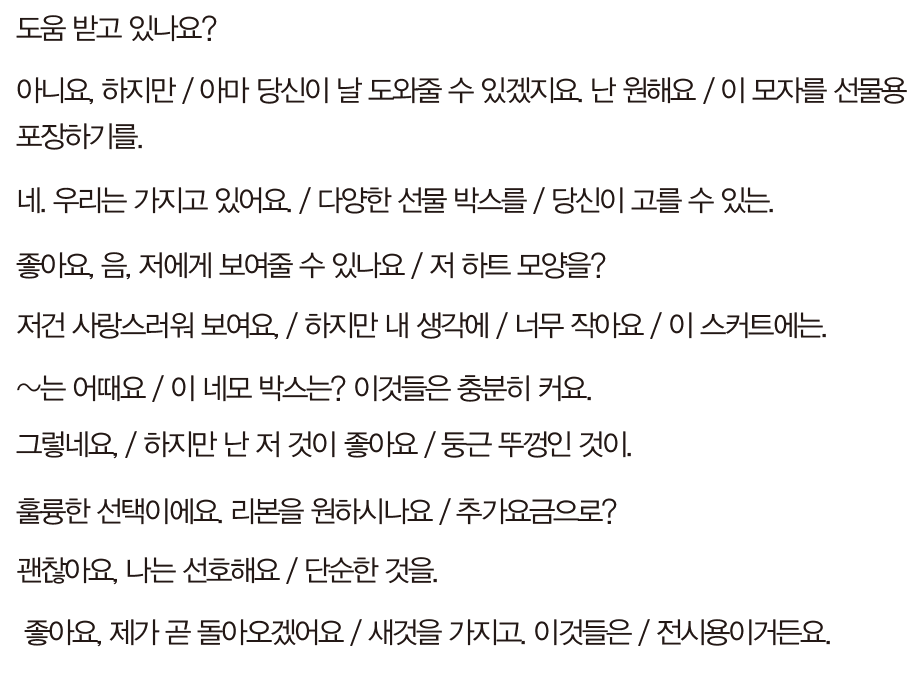 도움 받고 있나요?
아니요, 하지만 / 아마 당신이 날 도와줄 수 있겠지요. 난 원해요 / 이 모자를 선물용
포장하기를.
네. 우리는 가지고 있어요. / 다양한 선물 박스를 / 당신이 고를 수 있는.
좋아요, 음, 저에게 보여줄 수 있나요 / 저 하트 모양을?
저건 사랑스러워 보여요, / 하지만 내 생각에 / 너무 작아요 / 이 스커트에는.
~는 어때요 / 이 네모 박스는? 이것들은 충분히 커요.
그렇네요, / 하지만 난 저 것이 좋아요 / 둥근 뚜껑인 것이.
훌륭한 선택이에요. 리본을 원하시나요 / 추가요금으로?
괜찮아요, 나는 선호해요 / 단순한 것을.
좋아요, 제가 곧 돌아오겠어요 / 새것을 가지고. 이것들은 / 전시용이거든요.